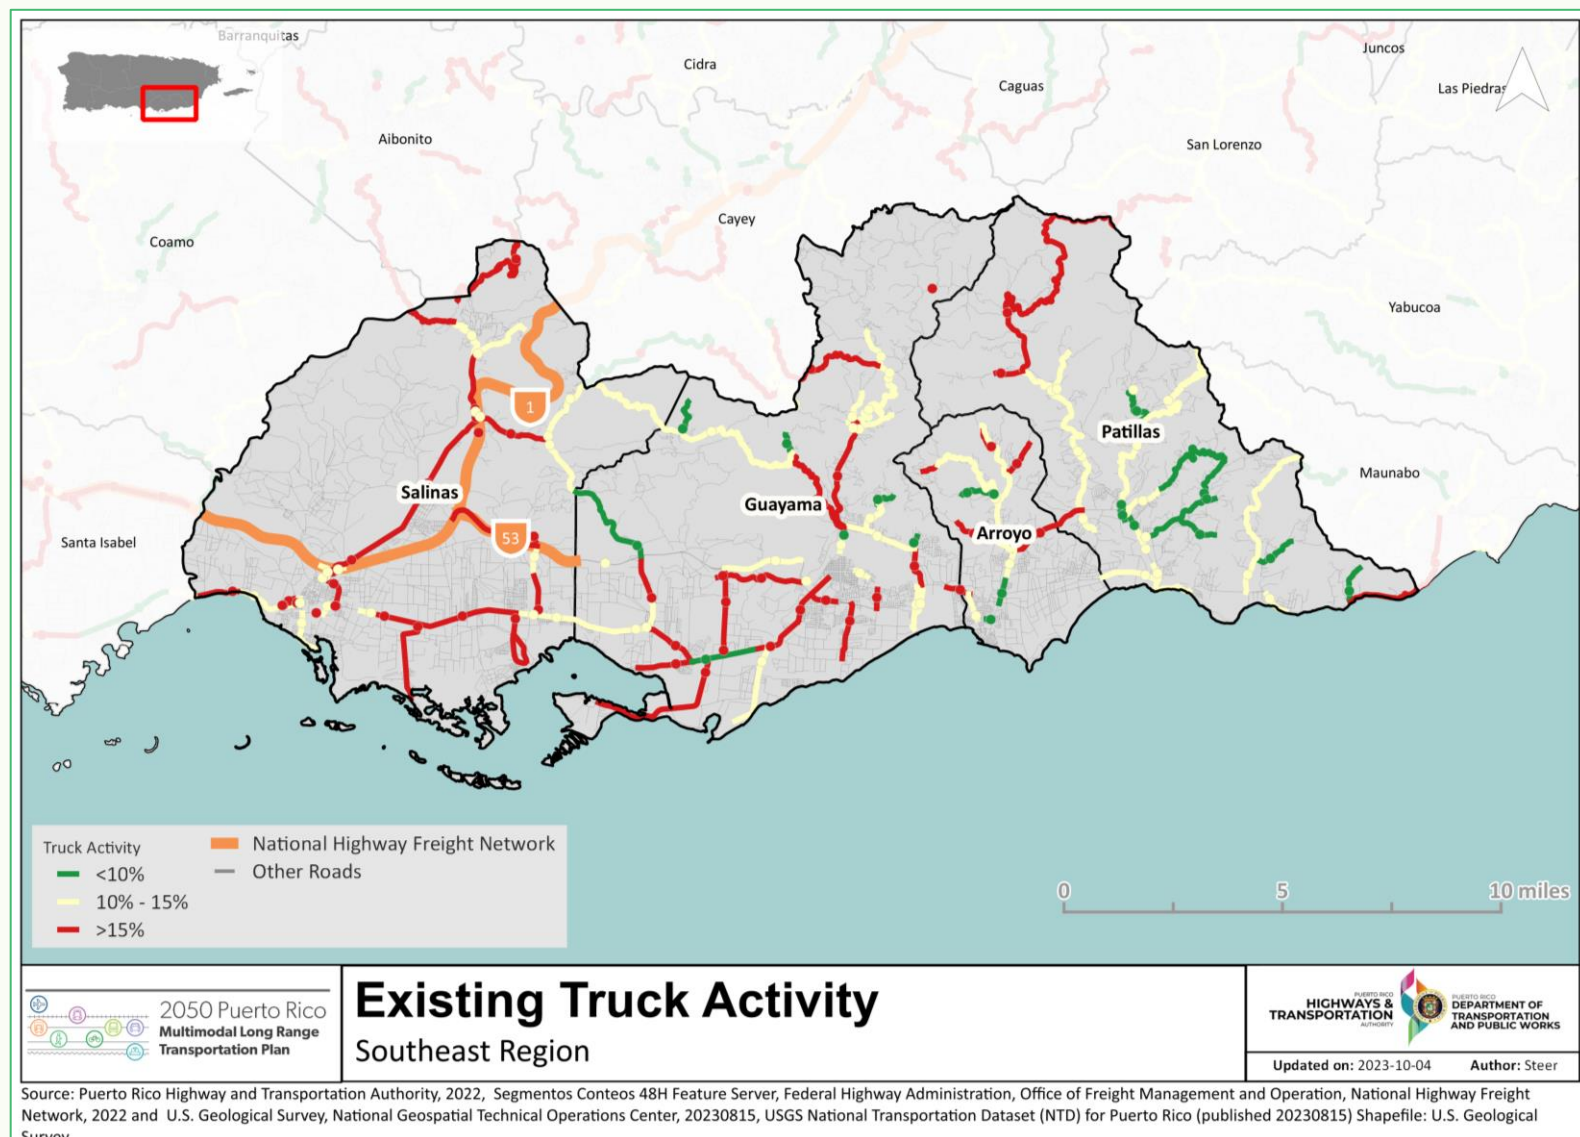 Barranquitas
Cidra
Juncos
Caguas
Las Piedras
Aibonito
San Lorenzo
Cayey
Coamo
Yabucoa
1
Patillas
Maunabo
Salinas
Guayama
Arroyo
53
Santa Isabel
Truck Activity
<10%
10% - 15%
>15%
National Highway Freight Network
Other Roads
0
5
10 miles
2050 Puerto Rico
Multimodal Long Range
Transportation Plan
Existing Truck Activity
Southeast Region
PUERTO RICO
HIGHWAYS &
TRANSPORTATION
AUTHORITY
PUERTO RICO
DEPARTMENT OF
TRANSPORTATION
AND PUBLIC WORKS
Updated on: 2023-10-04
Author: Steer
Source: Puerto Rico Highway and Transportation Authority, 2022, Segmentos Conteos 48H Feature Server, Federal Highway Administration, Office of Freight Management and Operation, National Highway Freight
Network, 2022 and U.S. Geological Survey, National Geospatial Technical Operations Center, 20230815, USGS National Transportation Dataset (NTD) for Puerto Rico (published 20230815) Shapefile: U.S. Geological
Survey